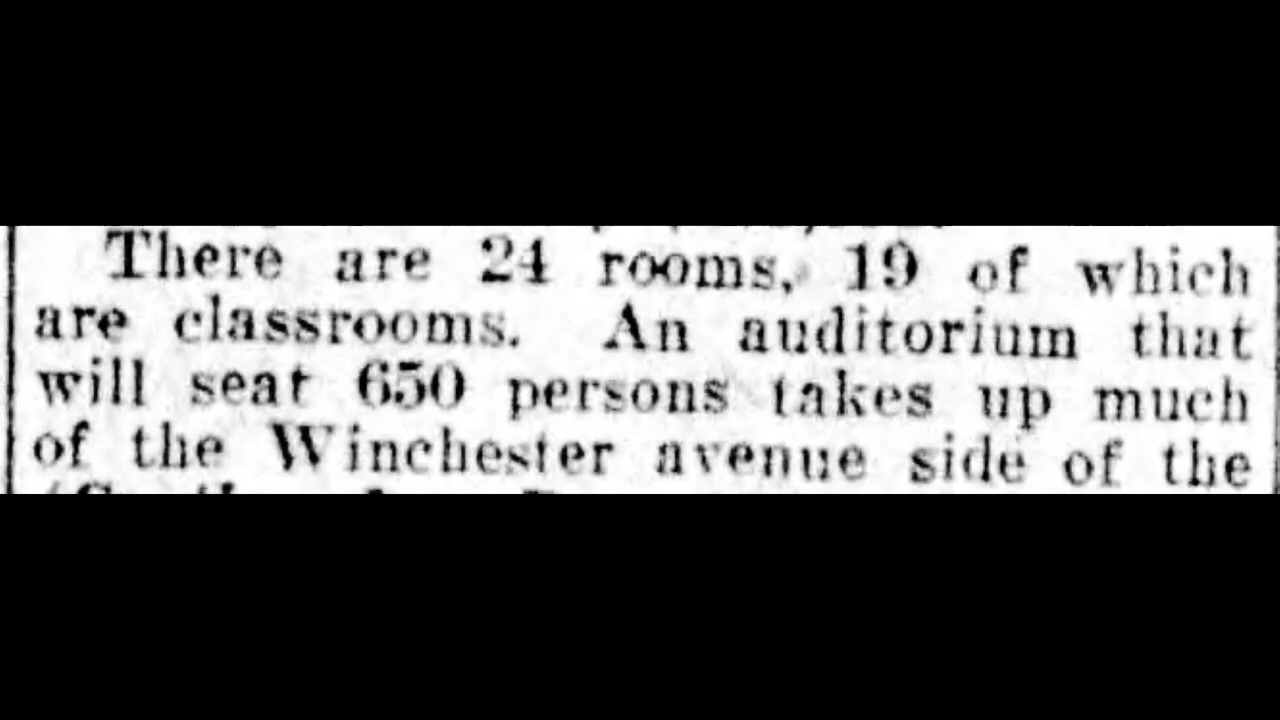 There are 24 rooms, 19 of which
are classrooms. An auditorium that
will seat 650 persons takes up much
of the Winchester avenue side of the